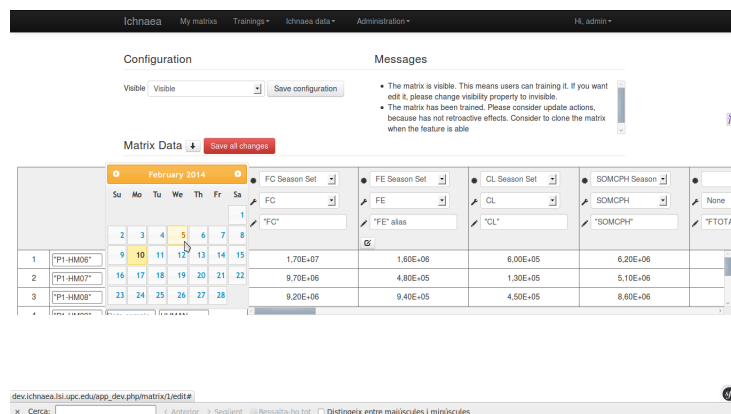 Ichnaea My matrixs Trainings Ichnaea data Administration Hi, admin
Configuration
Visible Visible Save configuration
Messages
The matrix is visible. This means users can training it. If you want
edit it, please change visibility property to invisible.
The matrix has been trained. Please consider update actions,
because has not retroactive effects. Consider to clone the matrix
when the feature is able
Matrix Data Save all changes
February 2014
Su Mo Tu We Th Fr Sa
1
2 3 4 5 6 7 8
9 10 11 12 13 14 15
16 17 18 19 20 21 22
23 24 25 26 27 28
FC Season Set FE Season Set CL Season Set SOMCPH Season
FC FE CL SOMCPH None
"FC" "FE" alias "CL" "SOMCPH" "FTOTA
1 "P1-HM06" 1,70E+07 1,60E+06 6,00E+05 6,20E+06
2 "P1-HM07" 9,70E+06 4,80E+05 1,30E+05 5,10E+06
3 "P1-HM08" 9,20E+06 9,40E+05 4,50E+05 8,60E+06
dev.ichnaea.lsi.upc.edu/app_dev.php/matrix/1/edit#
× Cerca: < Anterior > Següent Ressalta-ho tot Distingeix entre majúscules i minúscules